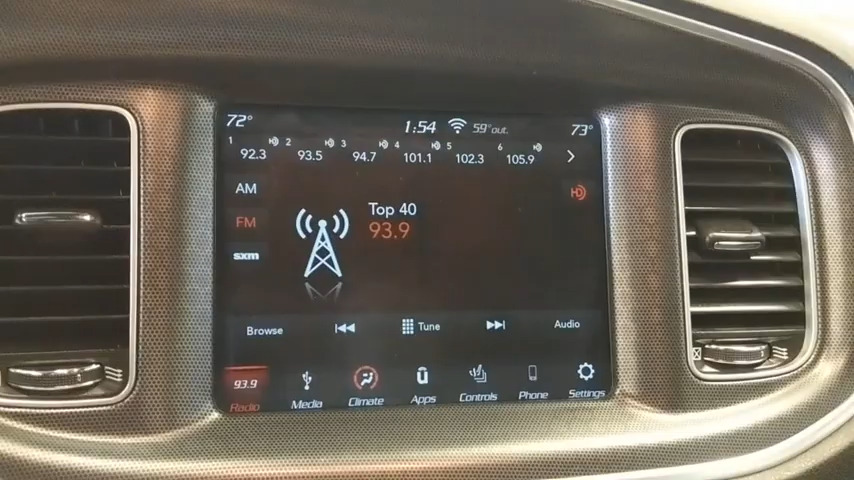 72° 1:54 59°out. 73°
1 2 3 4 5 6
92.3 93.5 94.7 101.1 102.3 105.9
AM
HD
Top 40
FM 93.9
sxm
Browse Tune Audio
93.9
Radio Media Climate Apps Controls Phone Settings